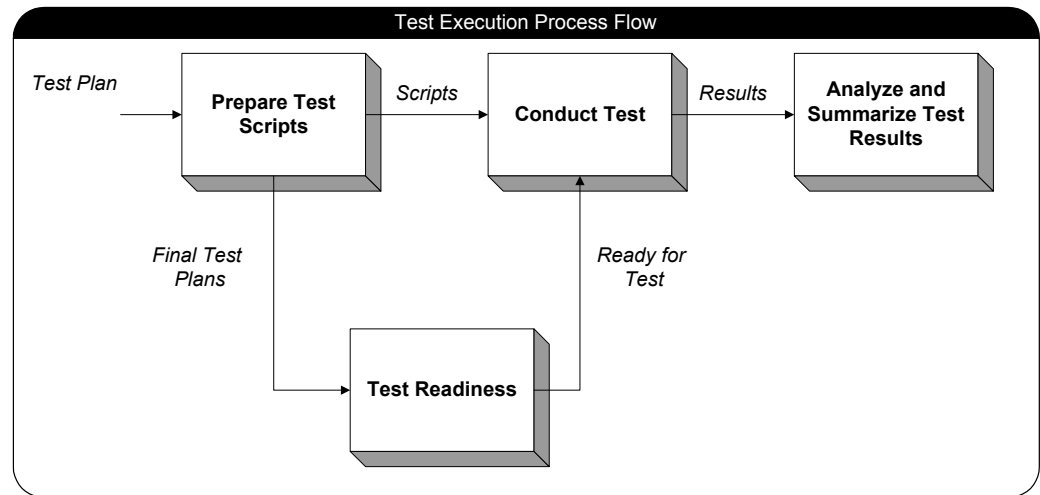 Test Execution Process Flow
Test Plan
Prepare Test
Scripts
Scripts
Conduct Test
Results
Analyze and
Summarize Test
Results
Final Test
Plans
Ready for
Test
Test Readiness